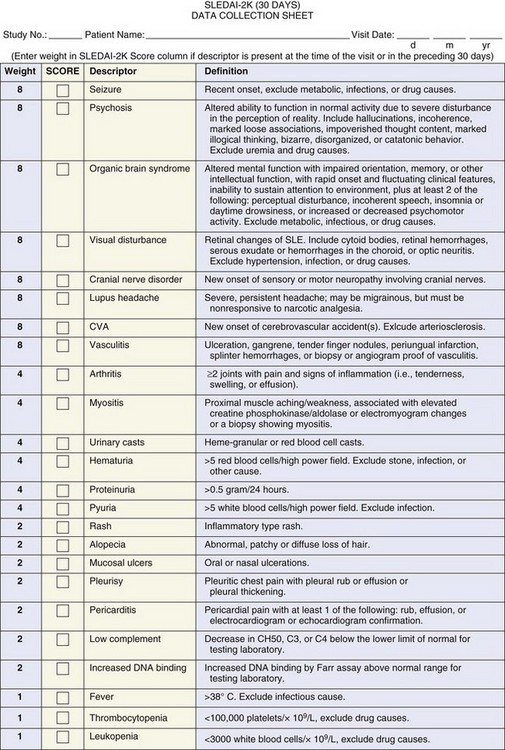 SLEDAI-2K (30 DAYS)
DATA COLLECTION SHEET
Study No.: Patient Name: Visit Date:
d m yr
(Enter weight in SLEDAI-2K Score column if descriptor is present at the time of the visit or in the preceding 30 days)
Weight SCORE Descriptor Definition
8 Seizure Recent onset, exclude metabolic, infections, or drug causes.
8 Psychosis Altered ability to function in normal activity due to severe disturbance
in the perception of reality. Include hallucinations, incoherence,
marked loose associations, impoverished thought content, marked
illogical thinking, bizarre, disorganized, or catatonic behavior.
Exclude uremia and drug causes.
8 Organic brain syndrome Altered mental function with impaired orientation, memory, or other
intellectual function, with rapid onset and fluctuating clinical features,
inability to sustain attention to environment, plus at least 2 of the
following: perceptual disturbance, incoherent speech, insomnia or
daytime drowsiness, or increased or decreased psychomotor
activity. Exclude metabolic, infectious, or drug causes.
8 Visual disturbance Retinal changes of SLE. Include cytoid bodies, retinal hemorrhages,
serous exudate or hemorrhages in the choroid, or optic neuritis.
Exclude hypertension, infection, or drug causes.
8 Cranial nerve disorder New onset of sensory or motor neuropathy involving cranial nerves.
8 Lupus headache Severe, persistent headache; may be migrainous, but must be
nonresponsive to narcotic analgesia.
8 CVA New onset of cerebrovascular accident(s). Exlcude arteriosclerosis.
8 Vasculitis Ulceration, gangrene, tender finger nodules, periungual infarction,
splinter hemorrhages, or biopsy or angiogram proof of vasculitis.
4 Arthritis ≥2 joints with pain and signs of inflammation (i.e., tenderness,
swelling, or effusion).
4 Myositis Proximal muscle aching/weakness, associated with elevated
creatine phosphokinase/aldolase or electromyogram changes
or a biopsy showing myositis.
4 Urinary casts Heme-granular or red blood cell casts.
4 Hematuria >5 red blood cells/high power field. Exclude stone, infection, or
other cause.
4 Proteinuria >0.5 gram/24 hours.
4 Pyuria >5 white blood cells/high power field. Exclude infection.
2 Rash Inflammatory type rash.
2 Alopecia Abnormal, patchy or diffuse loss of hair.
2 Mucosal ulcers Oral or nasal ulcerations.
2 Pleurisy Pleuritic chest pain with pleural rub or effusion or
pleural thickening.
2 Pericarditis Pericardial pain with at least 1 of the following: rub, effusion, or
electrocardiogram or echocardiogram confirmation.
2 Low complement Decrease in CH50, C3, or C4 below the lower limit of normal for
testing laboratory.
2 Increased DNA binding Increased DNA binding by Farr assay above normal range for
testing laboratory.
1 Fever >38° C. Exclude infectious cause.
1 Thrombocytopenia <100,000 platelets/× 10⁹/L, exclude drug causes.
1 Leukopenia <3000 white blood cells/× 10⁹/L, exclude drug causes.